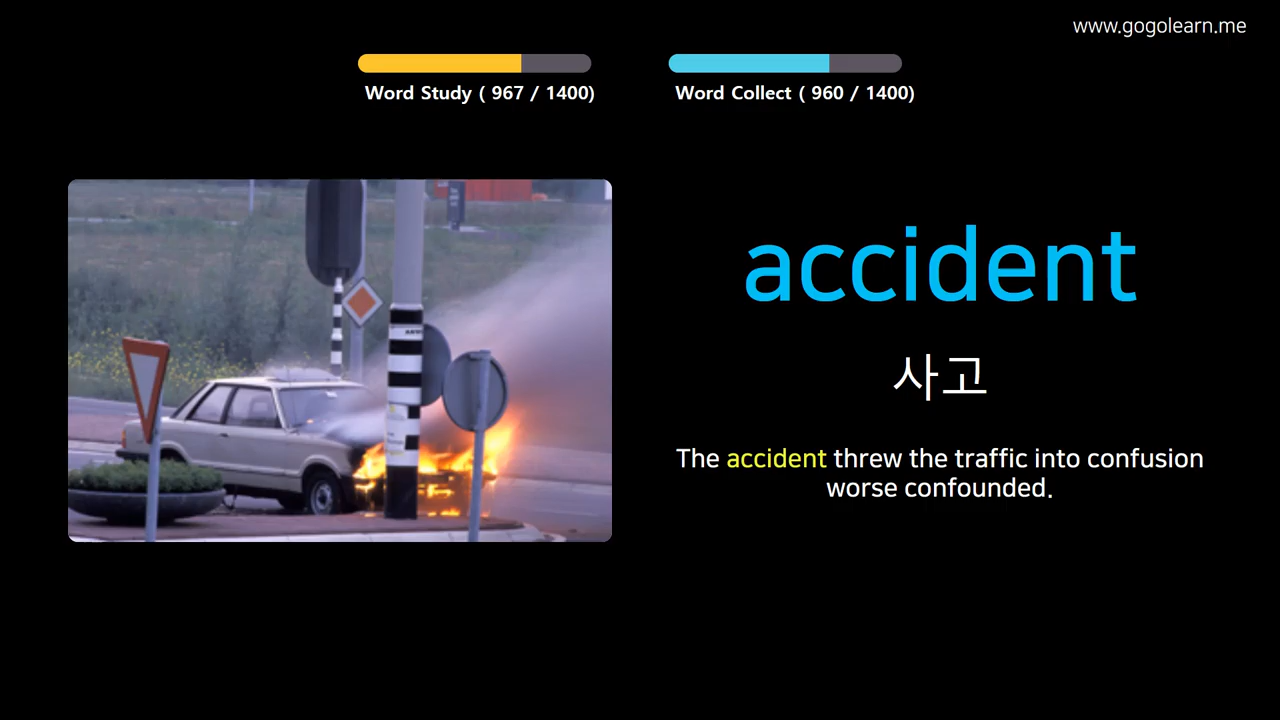 www.gogolearn.me
Word Study ( 967 / 1400)
Word Collect ( 960 / 1400)
accident
사고
The accident threw the traffic into confusion
worse confounded.